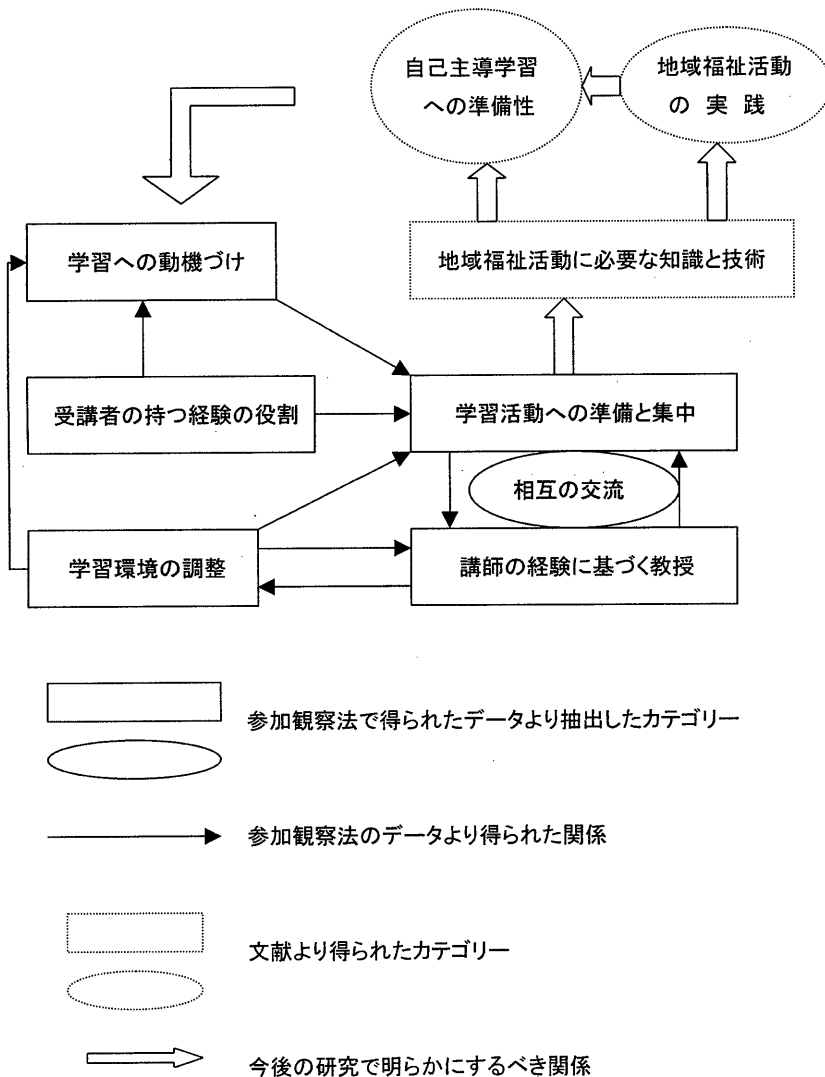 自己主導学習
への準備性
地域福祉活動
の 実 践
学習への動機づけ
地域福祉活動に必要な知識と技術
受講者の持つ経験の役割
学習活動への準備と集中
相互の交流
学習環境の調整
講師の経験に基づく教授
参加観察法で得られたデータより抽出したカテゴリー
参加観察法のデータより得られた関係
文献より得られたカテゴリー
今後の研究で明らかにするべき関係